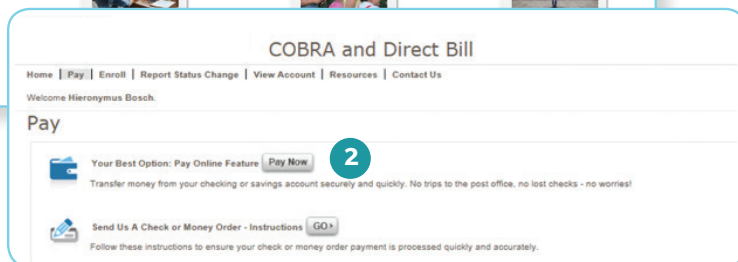 COBRA and Direct Bill
Home | Pay | Enroll | Report Status Change | View Account | Resources | Contact Us
Welcome Hieronymus Bosch.
Pay
Your Best Option: Pay Online Feature Pay Now 2
Transfer money from your checking or savings account securely and quickly. No trips to the post office, no lost checks - no worries!
Send Us A Check or Money Order - Instructions GO›
Follow these instructions to ensure your check or money order payment is processed quickly and accurately.